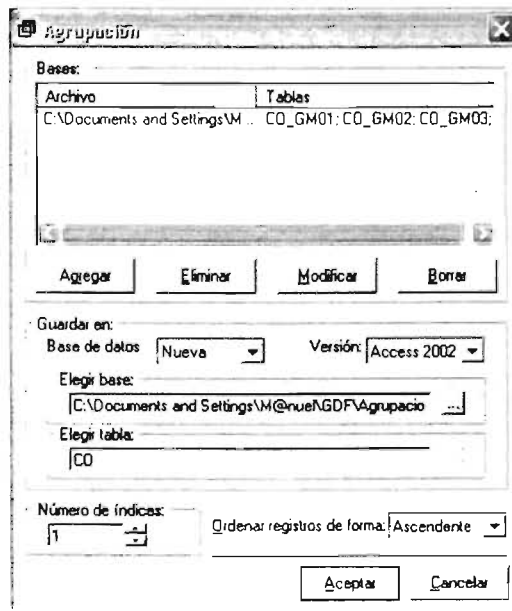 Agrupación
Bases:
Archivo Tablas
C:\Documents and Settings\M... CO_GM01; CO_GM02; CO_GM03;
Agregar Eliminar Modificar Borrar
Guardar en:
Base de datos Nueva Versión: Access 2002
Elegir base:
C:\Documents and Settings\M@nuel\GDF\Agrupacio ...
Elegir tabla:
CO
Número de índices:
1 Ordenar registros de forma: Ascendente
Aceptar Cancelar